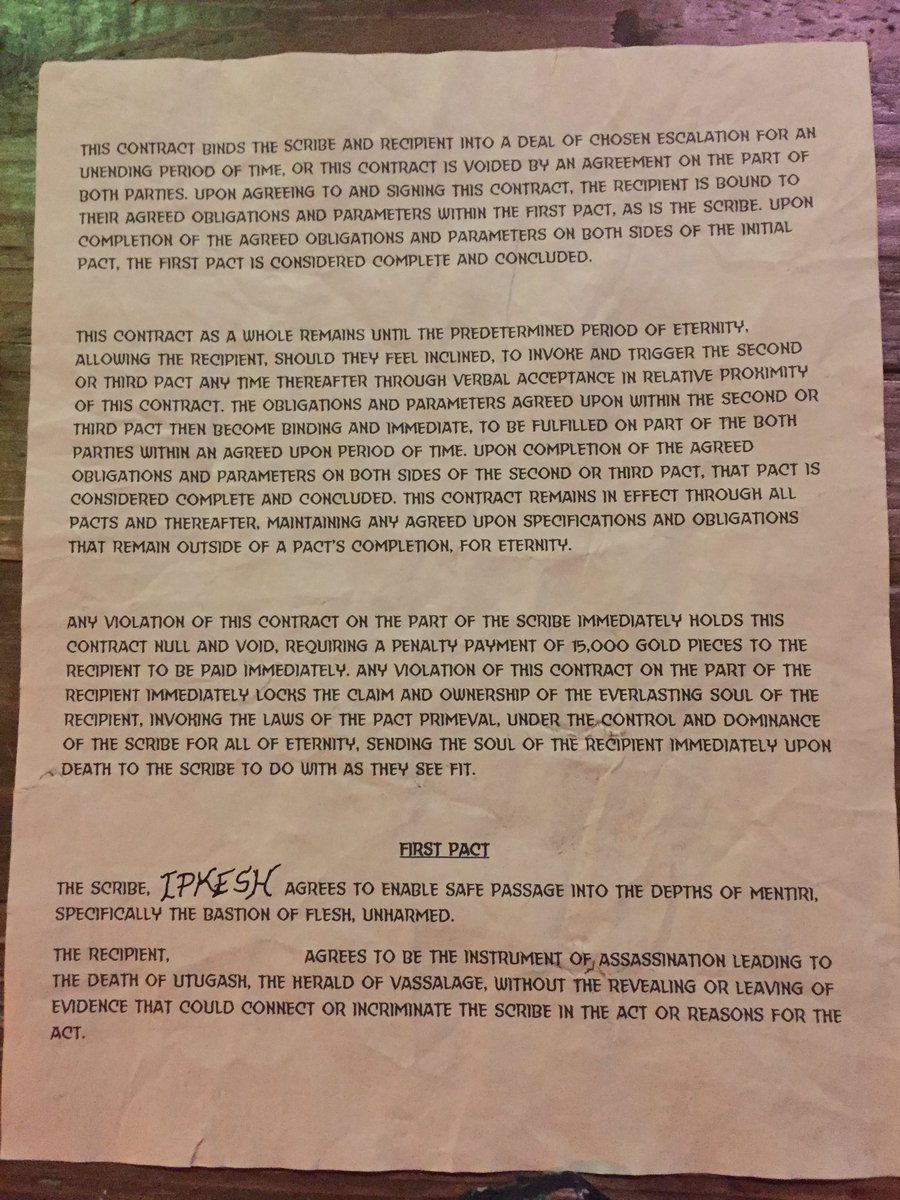 THIS CONTRACT BINDS THE SCRIBE AND RECIPIENT INTO A DEAL OF CHOSEN ESCALATION FOR AN
UNENDING PERIOD OF TIME, OR THIS CONTRACT IS VOIDED BY AN AGREEMENT ON THE PART OF
BOTH PARTIES. UPON AGREEING TO AND SIGNING THIS CONTRACT, THE RECIPIENT IS BOUND TO
THEIR AGREED OBLIGATIONS AND PARAMETERS WITHIN THE FIRST PACT, AS IS THE SCRIBE. UPON
COMPLETION OF THE AGREED OBLIGATIONS AND PARAMETERS ON BOTH SIDES OF THE INITIAL
PACT, THE FIRST PACT IS CONSIDERED COMPLETE AND CONCLUDED.
THIS CONTRACT AS A WHOLE REMAINS UNTIL THE PREDETERMINED PERIOD OF ETERNITY,
ALLOWING THE RECIPIENT, SHOULD THEY FEEL INCLINED, TO INVOKE AND TRIGGER THE SECOND
OR THIRD PACT ANY TIME THEREAFTER THROUGH VERBAL ACCEPTANCE IN RELATIVE PROXIMITY
OF THIS CONTRACT. THE OBLIGATIONS AND PARAMETERS AGREED UPON WITHIN THE SECOND OR
THIRD PACT THEN BECOME BINDING AND IMMEDIATE, TO BE FULFILLED ON PART OF THE BOTH
PARTIES WITHIN AN AGREED UPON PERIOD OF TIME. UPON COMPLETION OF THE AGREED
OBLIGATIONS AND PARAMETERS ON BOTH SIDES OF THE SECOND OR THIRD PACT, THAT PACT IS
CONSIDERED COMPLETE AND CONCLUDED. THIS CONTRACT REMAINS IN EFFECT THROUGH ALL
PACTS AND THEREAFTER, MAINTAINING ANY AGREED UPON SPECIFICATIONS AND OBLIGATIONS
THAT REMAIN OUTSIDE OF A PACT'S COMPLETION, FOR ETERNITY.
ANY VIOLATION OF THIS CONTRACT ON THE PART OF THE SCRIBE IMMEDIATELY HOLDS THIS
CONTRACT NULL AND VOID, REQUIRING A PENALTY PAYMENT OF 15,000 GOLD PIECES TO THE
RECIPIENT TO BE PAID IMMEDIATELY. ANY VIOLATION OF THIS CONTRACT ON THE PART OF THE
RECIPIENT IMMEDIATELY LOCKS THE CLAIM AND OWNERSHIP OF THE EVERLASTING SOUL OF THE
RECIPIENT, INVOKING THE LAWS OF THE PACT PRIMEVAL, UNDER THE CONTROL AND DOMINANCE
OF THE SCRIBE FOR ALL OF ETERNITY, SENDING THE SOUL OF THE RECIPIENT IMMEDIATELY UPON
DEATH TO THE SCRIBE TO DO WITH AS THEY SEE FIT.
FIRST PACT
THE SCRIBE, IPKESH AGREES TO ENABLE SAFE PASSAGE INTO THE DEPTHS OF MENTIRI,
SPECIFICALLY THE BASTION OF FLESH, UNHARMED.
THE RECIPIENT, AGREES TO BE THE INSTRUMENT OF ASSASSINATION LEADING TO
THE DEATH OF UTUGASH, THE HERALD OF VASSALAGE, WITHOUT THE REVEALING OR LEAVING OF
EVIDENCE THAT COULD CONNECT OR INCRIMINATE THE SCRIBE IN THE ACT OR REASONS FOR THE
ACT.